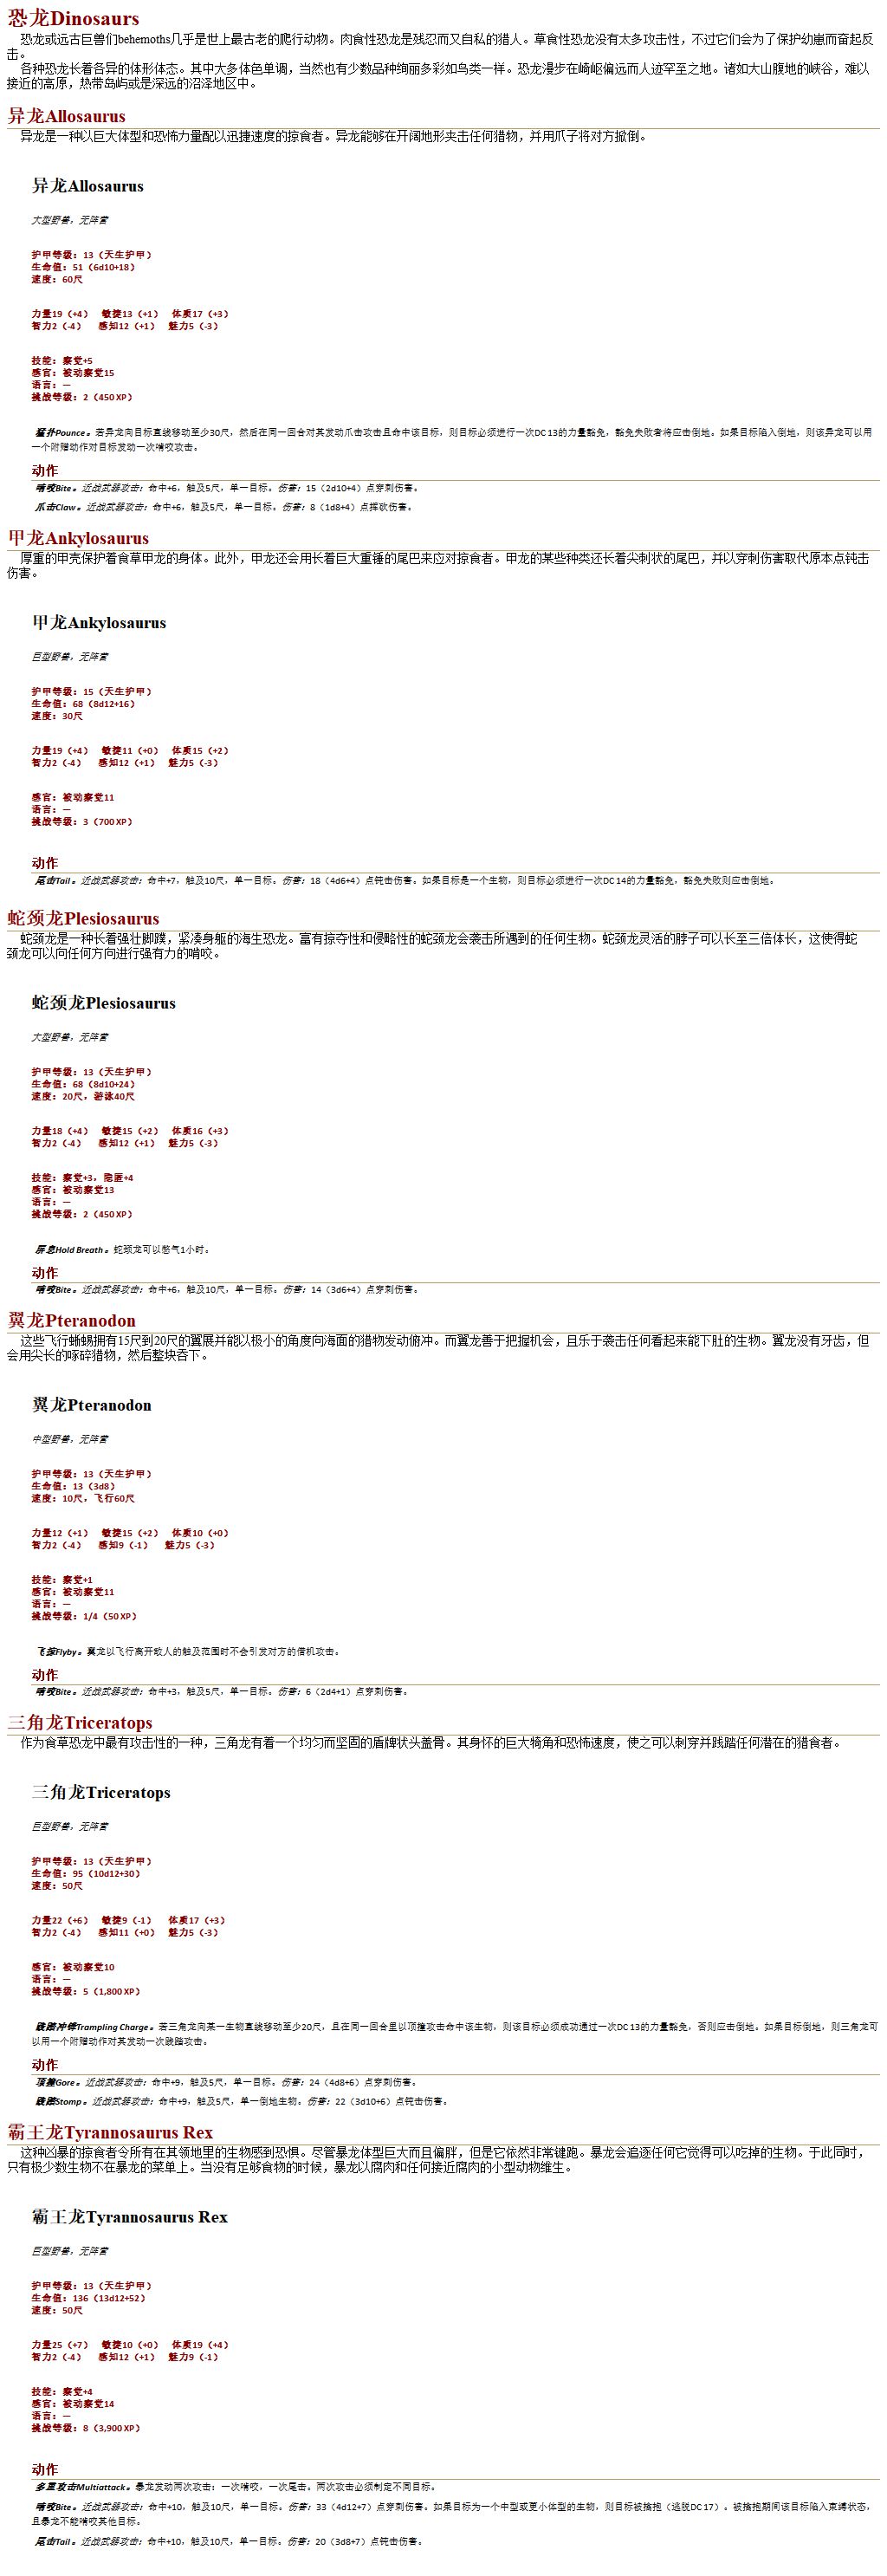 恐龙Dinosaurs
恐龙或远古巨兽们behemoths几乎是世上最古老的爬行动物。肉食性恐龙是残忍而又自私的猎人。草食性恐龙没有太多攻击性，不过它们会为了保护幼崽而奋起反
击。
各种恐龙长着各异的体形体态。其中大多体色单调，当然也有少数品种绚丽多彩如鸟类一样。恐龙漫步在崎岖偏远而人迹罕至之地。诸如大山腹地的峡谷，难以
接近的高原，热带岛屿或是深远的沼泽地区中。
异龙Allosaurus
异龙是一种以巨大体型和恐怖力量配以迅捷速度的掠食者。异龙能够在开阔地形夹击任何猎物，并用爪子将对方掀倒。
异龙Allosaurus
大型野兽，无阵营
护甲等级：13（天生护甲）
生命值：51（6d10+18）
速度：60尺
力量19（+4） 敏捷13（+1） 体质17（+3）
智力2（-4） 感知12（+1） 魅力5（-3）
技能：察觉+5
感官：被动察觉15
语言：—
挑战等级：2（450 XP）
猛扑Pounce。若异龙向目标直线移动至少30尺，然后在同一回合对其发动爪击攻击且命中该目标，则目标必须进行一次DC 13的力量豁免，豁免失败者将应击倒地。如果目标陷入倒地，则该异龙可以用
一个附赠动作对目标发动一次啃咬攻击。
动作
啃咬Bite。近战武器攻击：命中+6，触及5尺，单一目标。伤害：15（2d10+4）点穿刺伤害。
爪击Claw。近战武器攻击：命中+6，触及5尺，单一目标。伤害：8（1d8+4）点挥砍伤害。
甲龙Ankylosaurus
厚重的甲壳保护着食草甲龙的身体。此外，甲龙还会用长着巨大重锤的尾巴来应对掠食者。甲龙的某些种类还长着尖刺状的尾巴，并以穿刺伤害取代原本点钝击
伤害。
甲龙Ankylosaurus
巨型野兽，无阵营
护甲等级：15（天生护甲）
生命值：68（8d12+16）
速度：30尺
力量19（+4） 敏捷11（+0） 体质15（+2）
智力2（-4） 感知12（+1） 魅力5（-3）
感官：被动察觉11
语言：—
挑战等级：3（700 XP）
动作
尾击Tail。近战武器攻击：命中+7，触及10尺，单一目标。伤害：18（4d6+4）点钝击伤害。如果目标是一个生物，则目标必须进行一次DC 14的力量豁免，豁免失败则应击倒地。
蛇颈龙Plesiosaurus
蛇颈龙是一种长着强壮脚蹼，紧凑身躯的海生恐龙。富有掠夺性和侵略性的蛇颈龙会袭击所遇到的任何生物。蛇颈龙灵活的脖子可以长至三倍体长，这使得蛇
颈龙可以向任何方向进行强有力的啃咬。
蛇颈龙Plesiosaurus
大型野兽，无阵营
护甲等级：13（天生护甲）
生命值：68（8d10+24）
速度：20尺，游泳40尺
力量18（+4） 敏捷15（+2） 体质16（+3）
智力2（-4） 感知12（+1） 魅力5（-3）
技能：察觉+3，隐匿+4
感官：被动察觉13
语言：—
挑战等级：2（450 XP）
屏息Hold Breath。蛇颈龙可以憋气1小时。
动作
啃咬Bite。近战武器攻击：命中+6，触及10尺，单一目标。伤害：14（3d6+4）点穿刺伤害。
翼龙Pteranodon
这些飞行蜥蜴拥有15尺到20尺的翼展并能以极小的角度向海面的猎物发动俯冲。而翼龙善于把握机会，且乐于袭击任何看起来能下肚的生物。翼龙没有牙齿，但
会用尖长的啄碎猎物，然后整块吞下。
翼龙Pteranodon
中型野兽，无阵营
护甲等级：13（天生护甲）
生命值：13（3d8）
速度：10尺，飞行60尺
力量12（+1） 敏捷15（+2） 体质10（+0）
智力2（-4） 感知9（-1） 魅力5（-3）
技能：察觉+1
感官：被动察觉11
语言：—
挑战等级：1/4（50 XP）
飞掠Flyby。翼龙以飞行离开敌人的触及范围时不会引发对方的借机攻击。
动作
啃咬Bite。近战武器攻击：命中+3，触及5尺，单一目标。伤害：6（2d4+1）点穿刺伤害。
三角龙Triceratops
作为食草恐龙中最有攻击性的一种，三角龙有着一个均匀而坚固的盾牌状头盖骨。其身怀的巨大犄角和恐怖速度，使之可以刺穿并践踏任何潜在的猎食者。
三角龙Triceratops
巨型野兽，无阵营
护甲等级：13（天生护甲）
生命值：95（10d12+30）
速度：50尺
力量22（+6） 敏捷9（-1） 体质17（+3）
智力2（-4） 感知11（+0） 魅力5（-3）
感官：被动察觉10
语言：—
挑战等级：5（1,800 XP）
践踏冲锋Trampling Charge。若三角龙向某一生物直线移动至少20尺，且在同一回合里以顶撞攻击命中该生物，则该目标必须成功通过一次DC 13的力量豁免，否则应击倒地。如果目标倒地，则三角龙可
以用一个附赠动作对其发动一次践踏攻击。
动作
顶撞Gore。近战武器攻击：命中+9，触及5尺，单一目标。伤害：24（4d8+6）点穿刺伤害。
践踏Stomp。近战武器攻击：命中+9，触及5尺，单一倒地生物。伤害：22（3d10+6）点钝击伤害。
霸王龙Tyrannosaurus Rex
这种凶暴的掠食者令所有在其领地里的生物感到恐惧。尽管暴龙体型巨大而且偏胖，但是它依然非常键跑。暴龙会追逐任何它觉得可以吃掉的生物。于此同时，
只有极少数生物不在暴龙的菜单上。当没有足够食物的时候，暴龙以腐肉和任何接近腐肉的小型动物维生。
霸王龙Tyrannosaurus Rex
巨型野兽，无阵营
护甲等级：13（天生护甲）
生命值：136（13d12+52）
速度：50尺
力量25（+7） 敏捷10（+0） 体质19（+4）
智力2（-4） 感知12（+1） 魅力9（-1）
技能：察觉+4
感官：被动察觉14
语言：—
挑战等级：8（3,900 XP）
动作
多重攻击Multiattack。暴龙发动两次攻击：一次啃咬，一次尾击。两次攻击必须制定不同目标。
啃咬Bite。近战武器攻击：命中+10，触及10尺，单一目标。伤害：33（4d12+7）点穿刺伤害。如果目标为一个中型或更小体型的生物，则目标被擒抱（逃脱DC 17）。被擒抱期间该目标陷入束缚状态，
且暴龙不能啃咬其他目标。
尾击Tail。近战武器攻击：命中+10，触及10尺，单一目标。伤害：20（3d8+7）点钝击伤害。